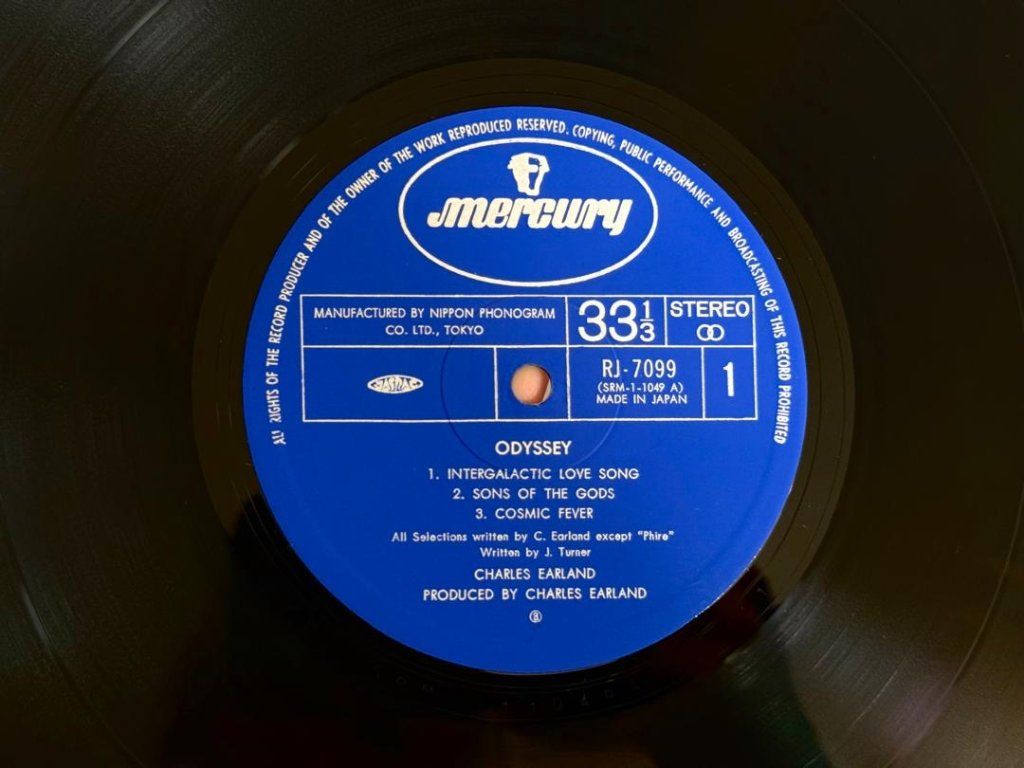 ALL RIGHTS OF THE RECORD PRODUCER AND OF THE OWNER OF THE WORK REPRODUCED RESERVED. COPYING, PUBLIC PERFORMANCE AND BROADCASTING OF THIS RECORD PROHIBITED
mercury
MANUFACTURED BY NIPPON PHONOGRAM
CO. LTD., TOKYO
33 1/3
STEREO
JASRAC
RJ-7099
(SRM-1-1049 A)
MADE IN JAPAN
1
ODYSSEY
1. INTERGALACTIC LOVE SONG
2. SONS OF THE GODS
3. COSMIC FEVER
All Selections written by C. Earland except "Phire"
Written by J. Turner
CHARLES EARLAND
PRODUCED BY CHARLES EARLAND